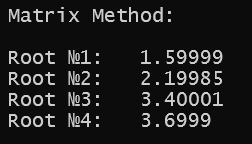 Matrix Method:
Root №1: 1.59999
Root №2: 2.19985
Root №3: 3.40001
Root №4: 3.6999